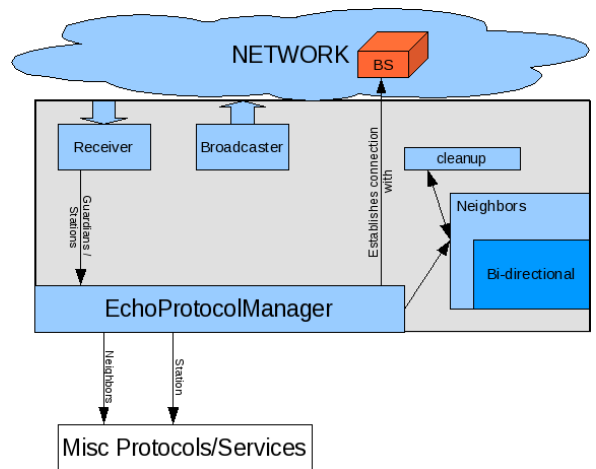 NETWORK
BS
Receiver
Broadcaster
Establishes connection
with
cleanup
Neighbors
Bi-directional
Guardians /
Stations
EchoProtocolManager
Neighbors
Station
Misc Protocols/Services